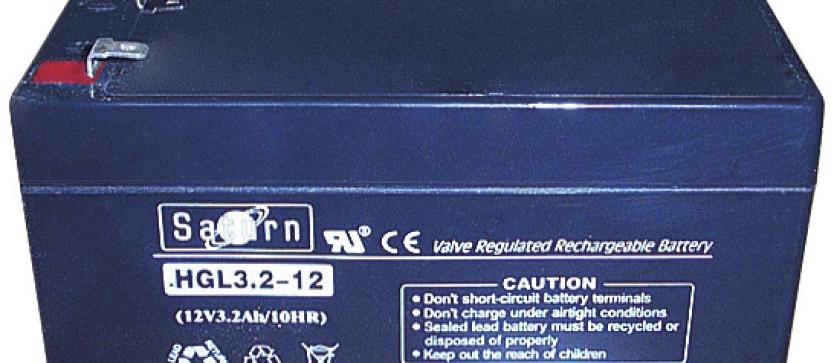 Saturn
Valve Regulated Rechargeable Battery
.HGL3.2-12
(12V3.2Ah/10HR)
CAUTION
• Don't short-circuit battery terminals
• Don't charge under airtight conditions
• Sealed lead battery must be recycled or
disposed of properly
• Keep out the reach of children